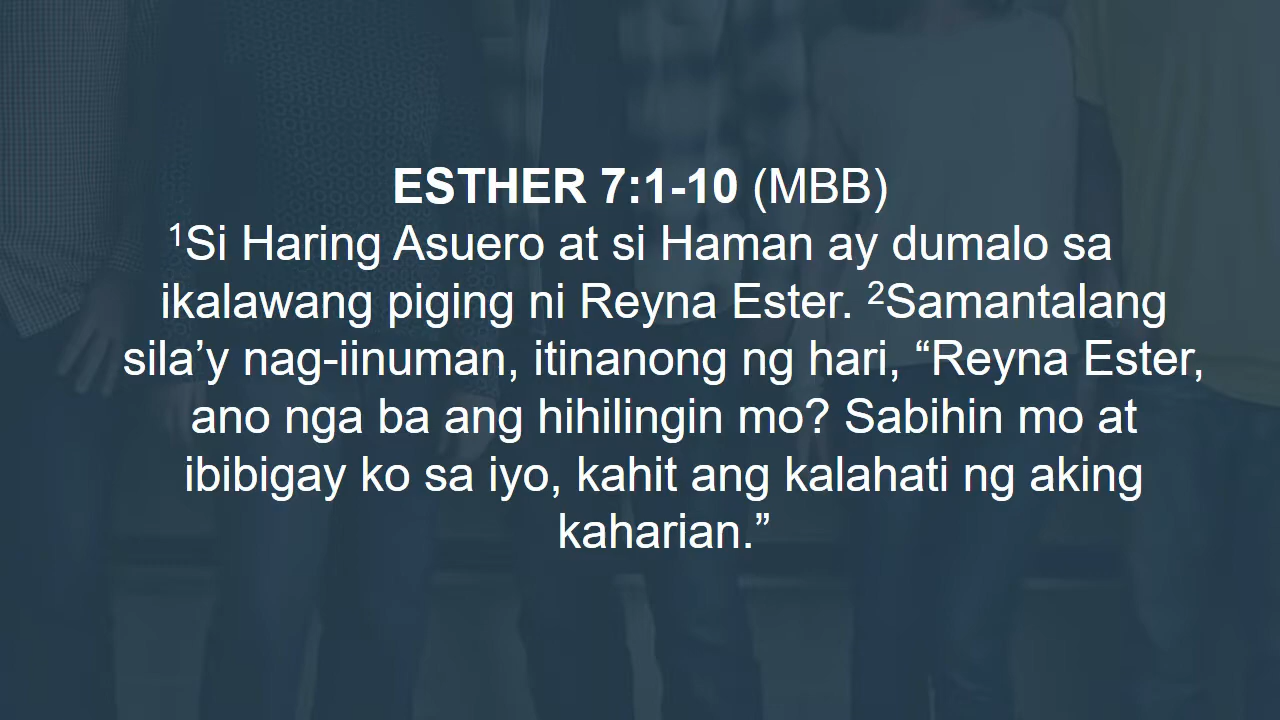 ESTHER 7:1-10 (MBB)
¹Si Haring Asuero at si Haman ay dumalo sa
ikalawang piging ni Reyna Ester. ²Samantalang
sila’y nag-iinuman, itinanong ng hari, “Reyna Ester,
ano nga ba ang hihilingin mo? Sabihin mo at
ibibigay ko sa iyo, kahit ang kalahati ng aking
kaharian.”